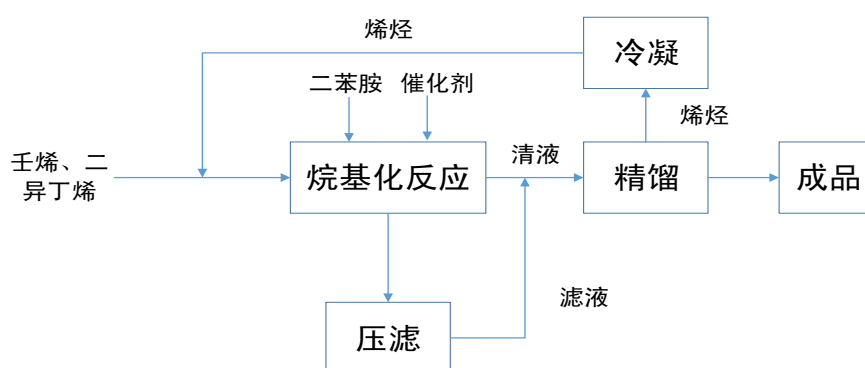 烯烃
冷凝
二苯胺
催化剂
烯烃
壬烯、二
异丁烯
烷基化反应
清液
精馏
成品
滤液
压滤